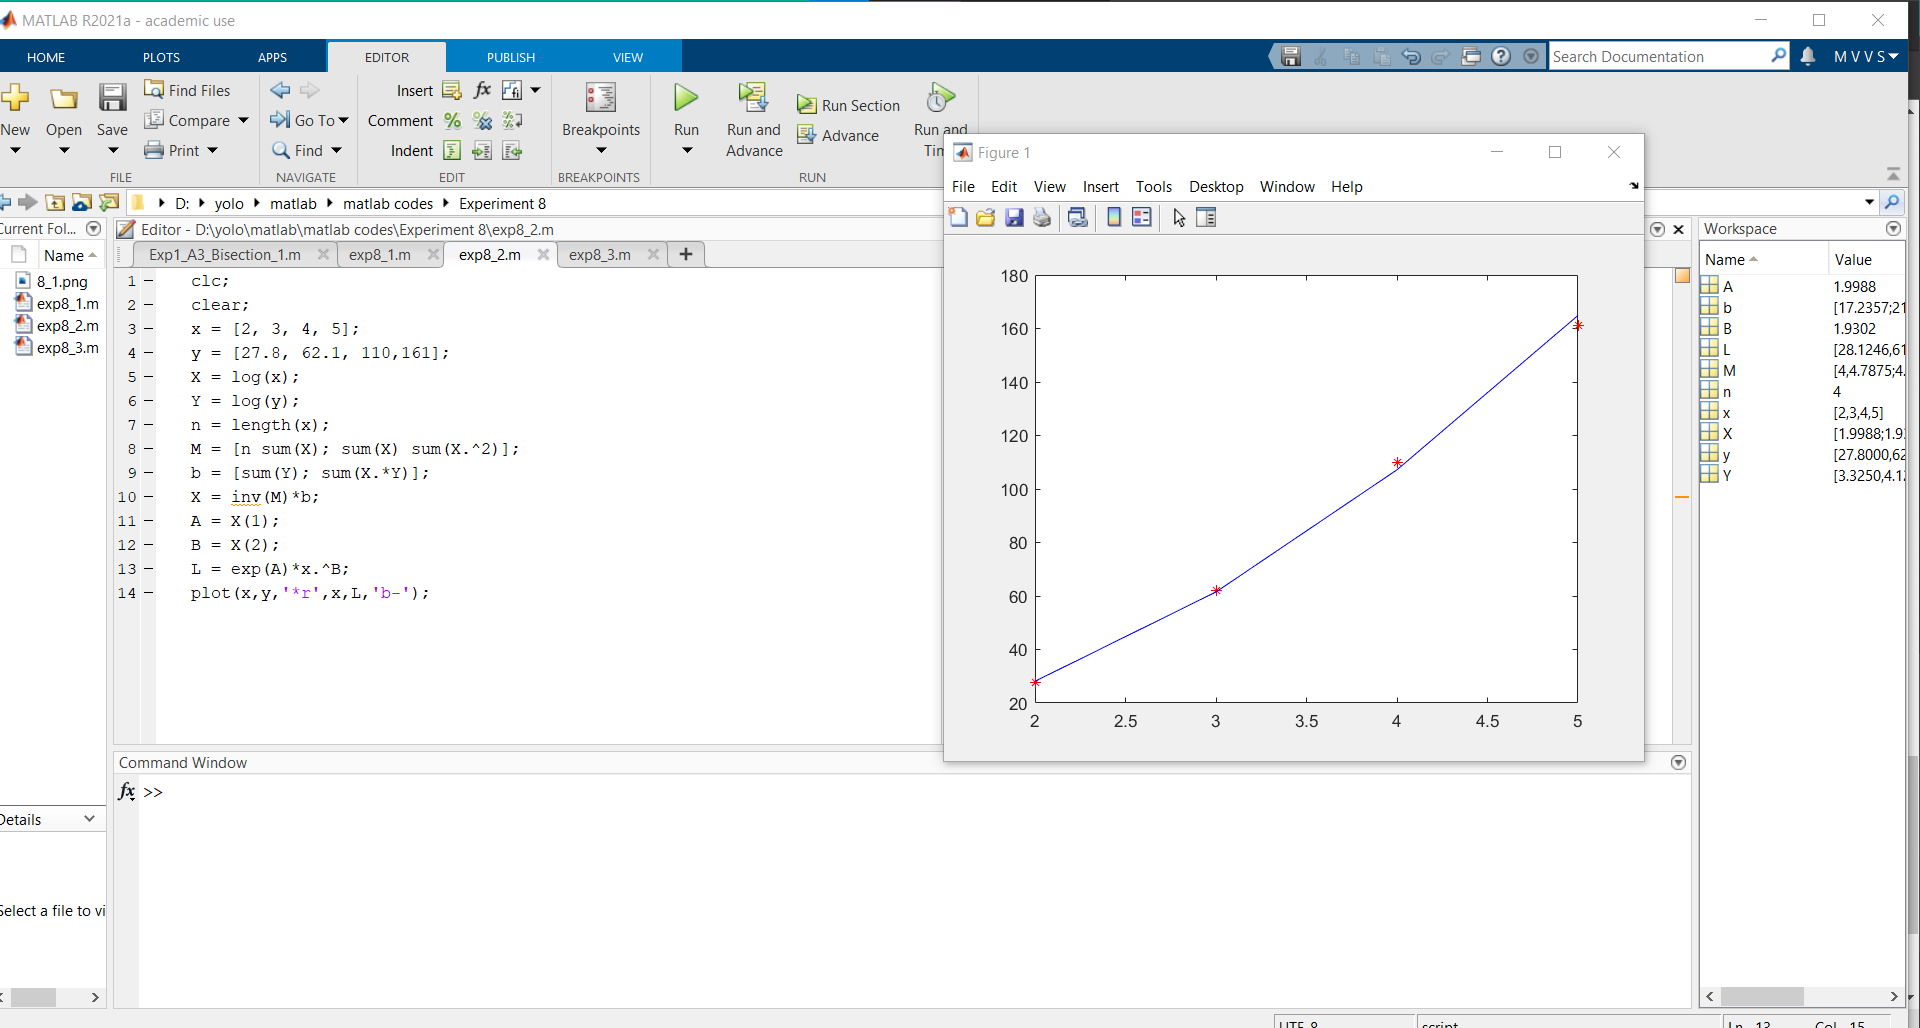 MATLAB R2021a - academic use
HOME PLOTS APPS EDITOR PUBLISH VIEW
Search Documentation
M V V S
New
Open
Save
Find Files
Compare
Print
FILE
Go To
Find
NAVIGATE
Insert fx
Comment
Indent
EDIT
Breakpoints
BREAKPOINTS
Run
Run and
Advance
Run Section
Advance
Run and
RUN
D: yolo matlab matlab codes Experiment 8
Name
8_1.png
exp8_1.m
exp8_2.m
exp8_3.m
Details
Select a file to vi
Editor - D:\yolo\matlab\matlab codes\Experiment 8\exp8_2.m
Exp1_A3_Bisection_1.m exp8_1.m exp8_2.m exp8_3.m +
1 clc;
2 clear;
3 x = [2, 3, 4, 5];
4 y = [27.8, 62.1, 110,161];
5 X = log(x);
6 Y = log(y);
7 n = length(x);
8 M = [n sum(X); sum(X) sum(X.^2)];
9 b = [sum(Y); sum(X.*Y)];
10 X = inv(M)*b;
11 A = X(1);
12 B = X(2);
13 L = exp(A)*x.^B;
14 plot(x,y,'*r',x,L,'b-');
Command Window
fx >>
Figure 1
File Edit View Insert Tools Desktop Window Help
180
160
140
120
100
80
60
40
20
2 2.5 3 3.5 4 4.5 5
Workspace
Name Value
A 1.9988
b [17.2357;21
B 1.9302
L [28.1246,61
M [4,4.7875;4.
n 4
x [2,3,4,5]
X [1.9988;1.9
y [27.8000,62
Y [3.3250,4.1
UTF-8
script
Ln 13 Col 15